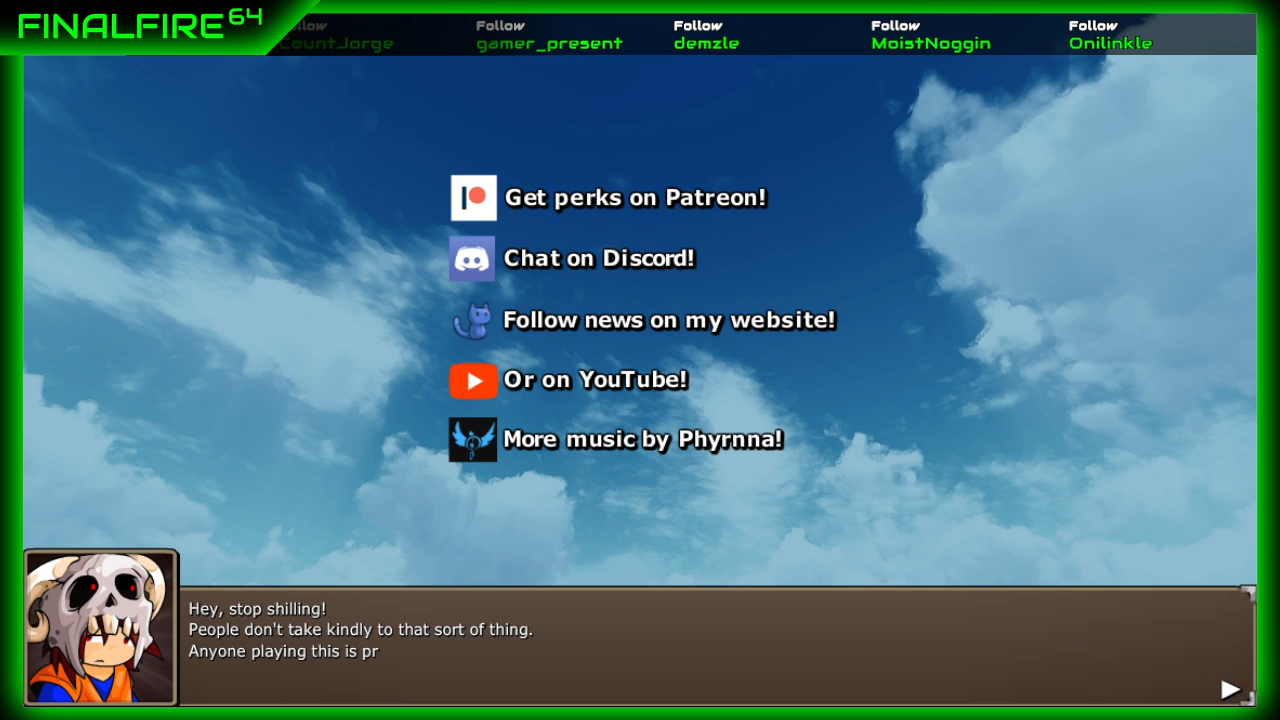 FINALFIRE64
Follow Follow Follow Follow Follow
CountJorge gamer_present demzle MoistNoggin Onilinkle
Get perks on Patreon!
Chat on Discord!
Follow news on my website!
Or on YouTube!
More music by Phyrnna!
Hey, stop shilling!
People don't take kindly to that sort of thing.
Anyone playing this is pr